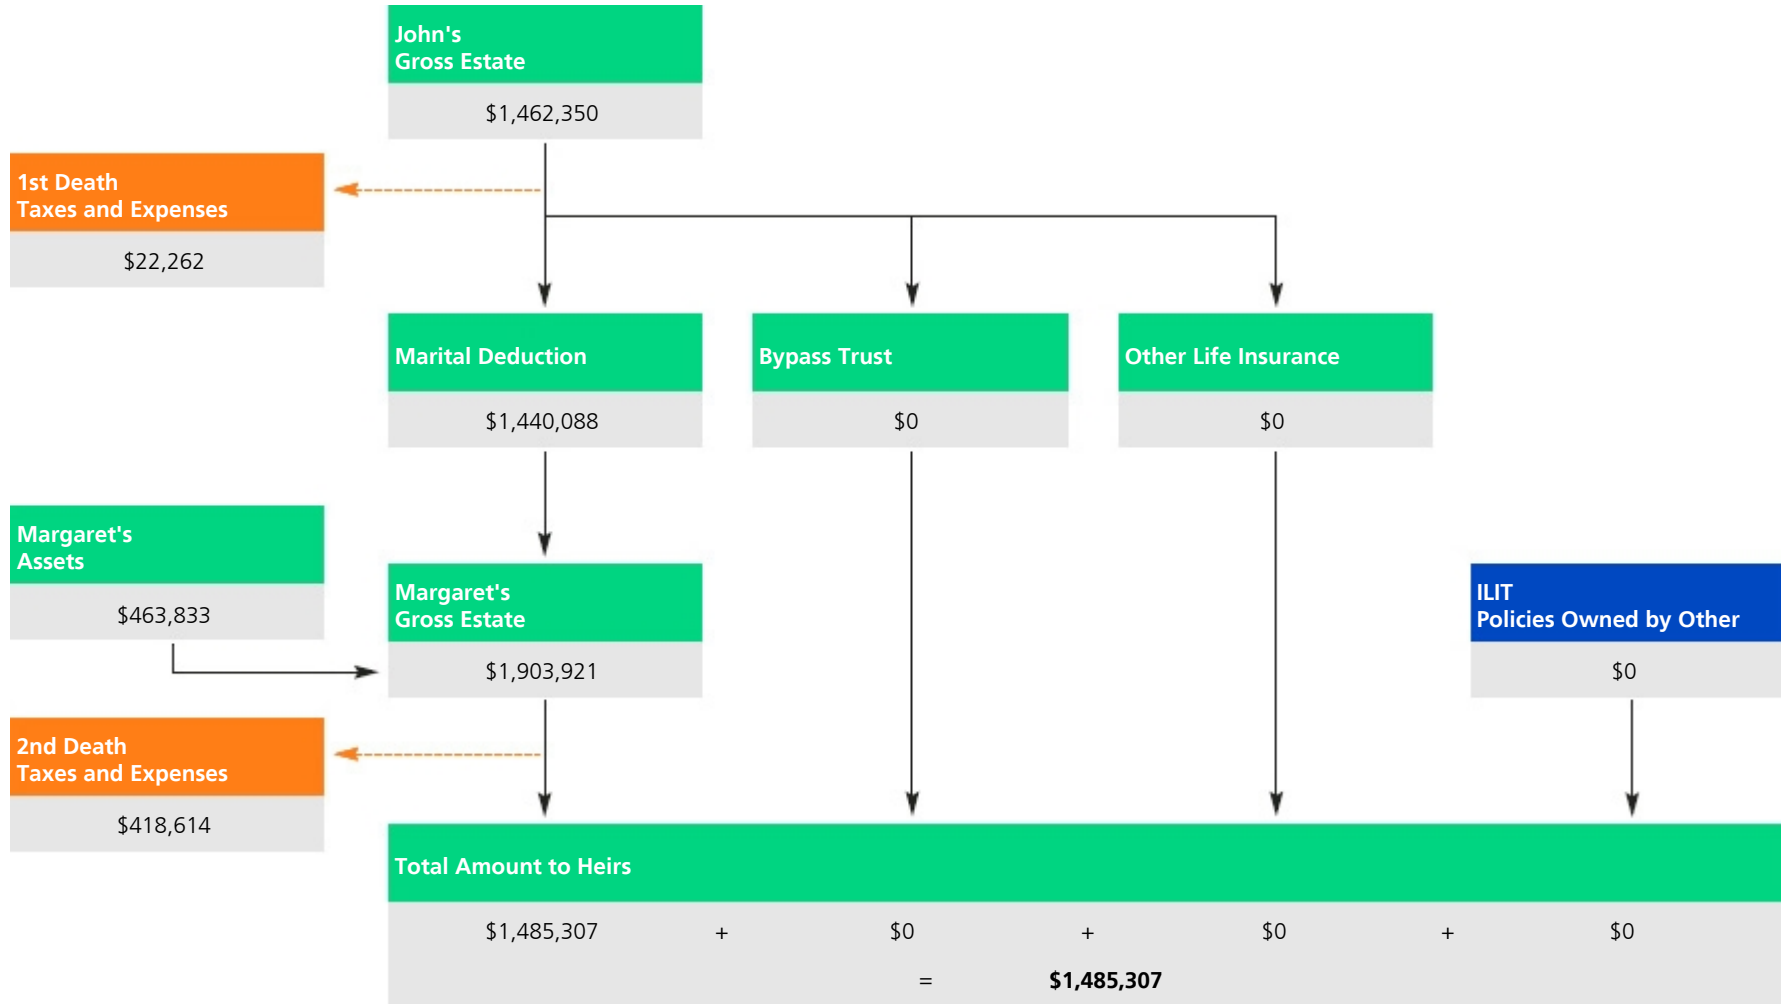 John's
Gross Estate
$1,462,350
1st Death
Taxes and Expenses
$22,262
Marital Deduction
$1,440,088
Bypass Trust
$0
Other Life Insurance
$0
Margaret's
Assets
$463,833
Margaret's
Gross Estate
$1,903,921
ILIT
Policies Owned by Other
$0
2nd Death
Taxes and Expenses
$418,614
Total Amount to Heirs
$1,485,307 + $0 + $0 + $0
= $1,485,307